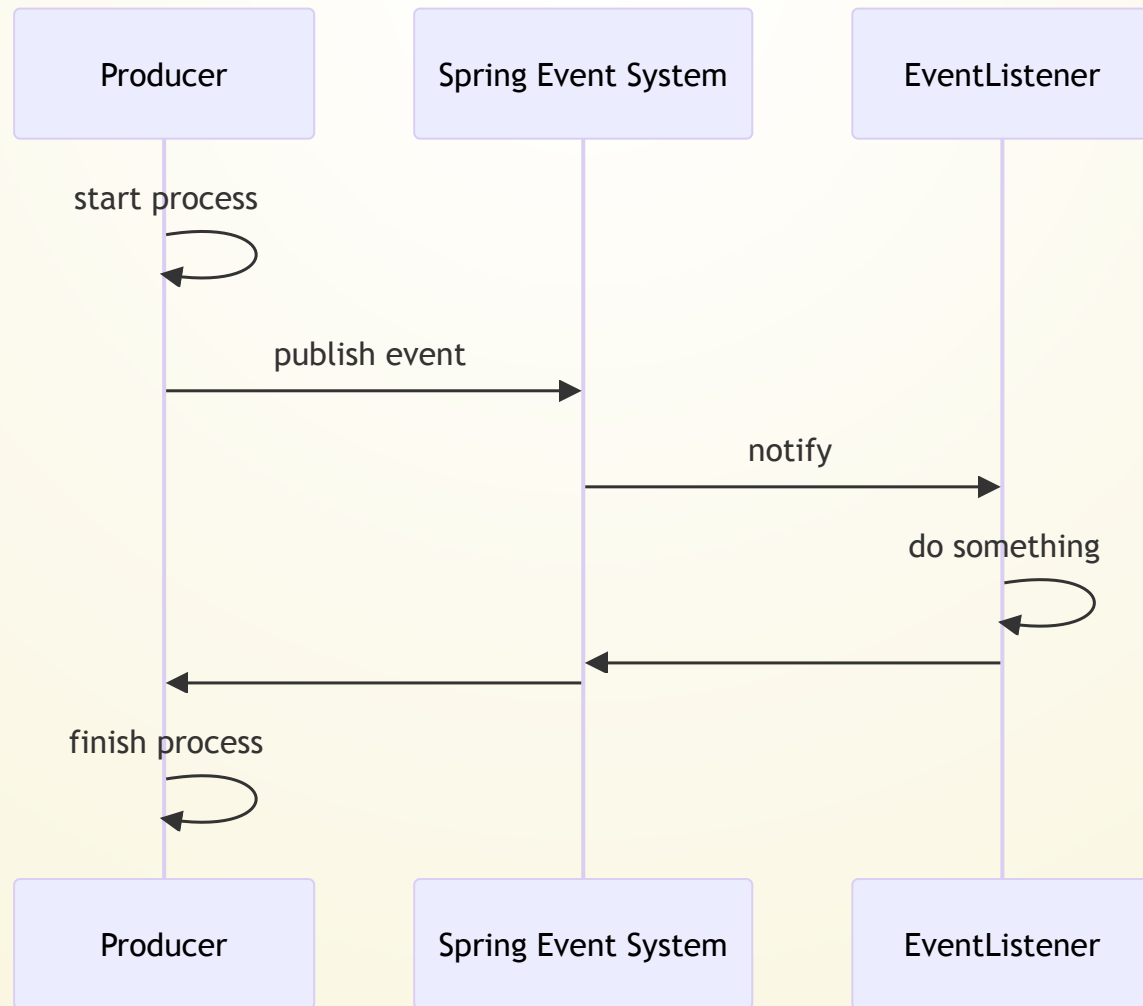 Producer
Spring Event System
EventListener
start process
publish event
notify
do something
finish process
Producer
Spring Event System
EventListener